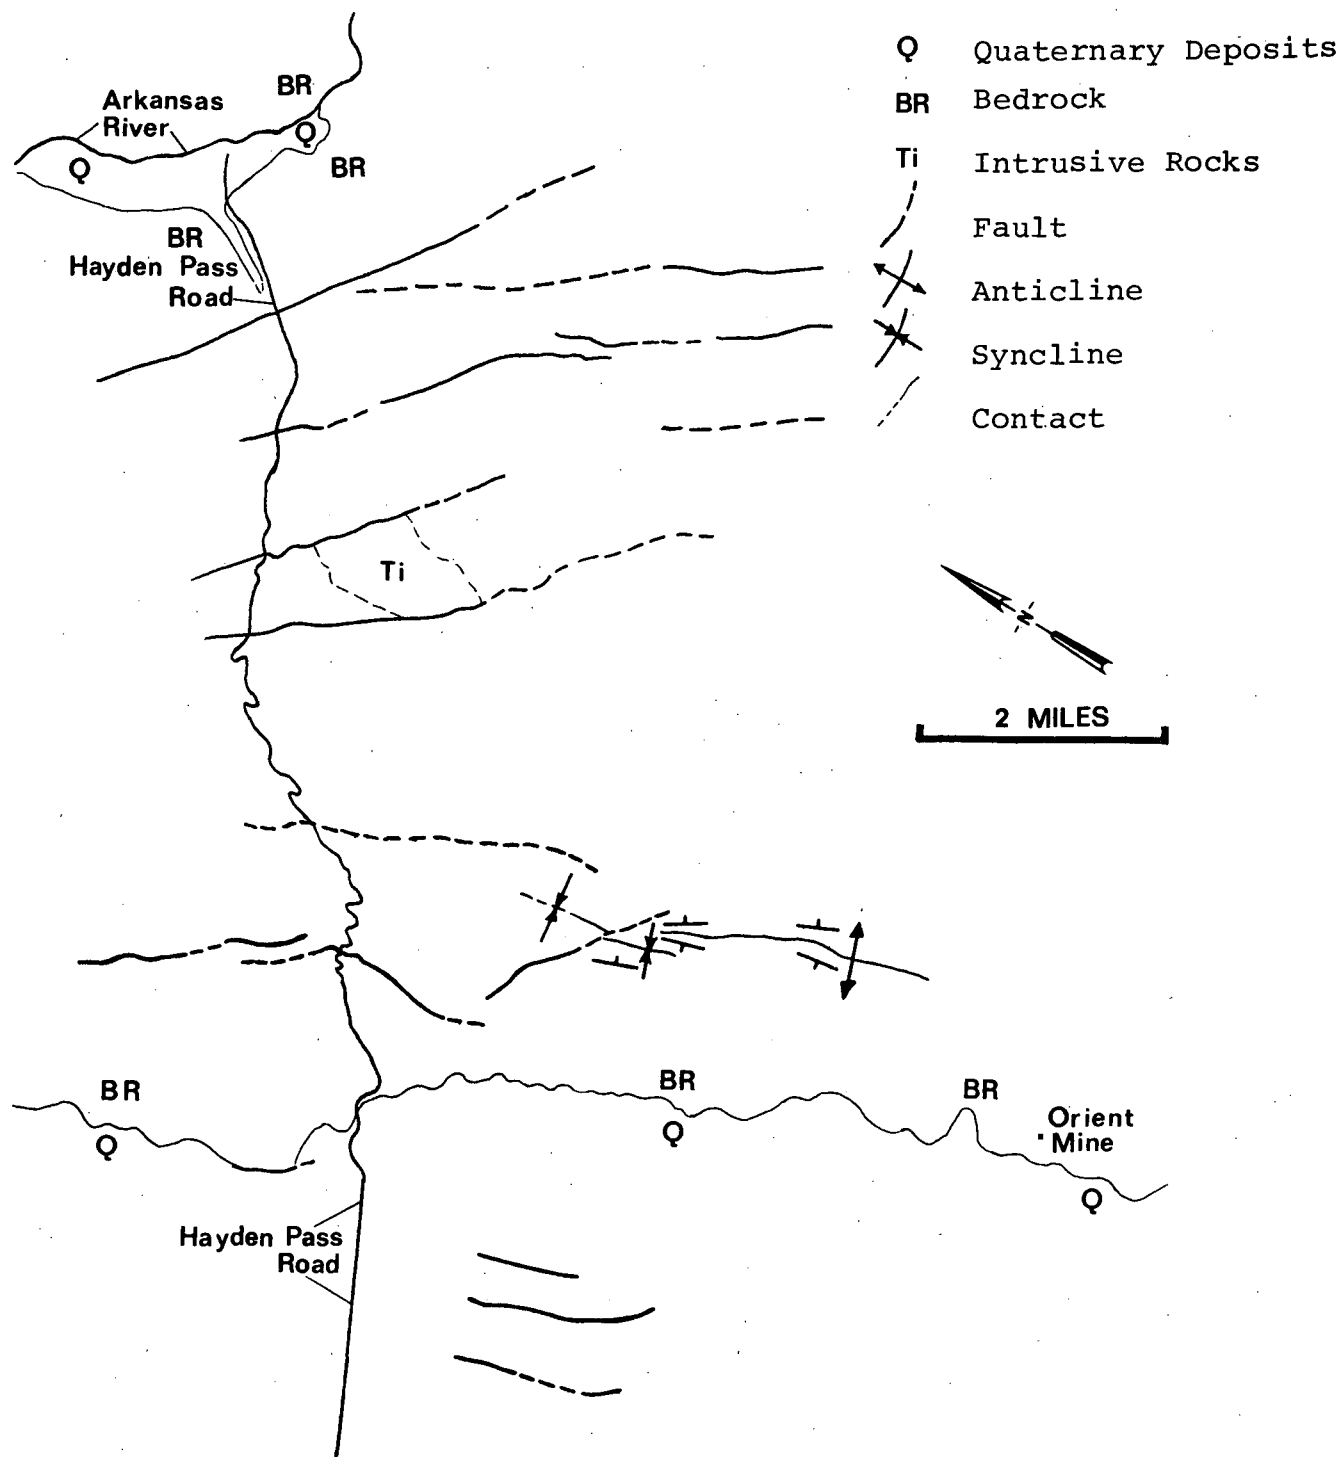 Q Quaternary Deposits
BR Bedrock
Ti Intrusive Rocks
Fault
Anticline
Syncline
Contact
BR
Arkansas
River
Q
Q
BR
BR
Hayden Pass
Road
Ti
N
2 MILES
BR
BR
BR
Q
Q
Orient
Mine
Q
Hayden Pass
Road